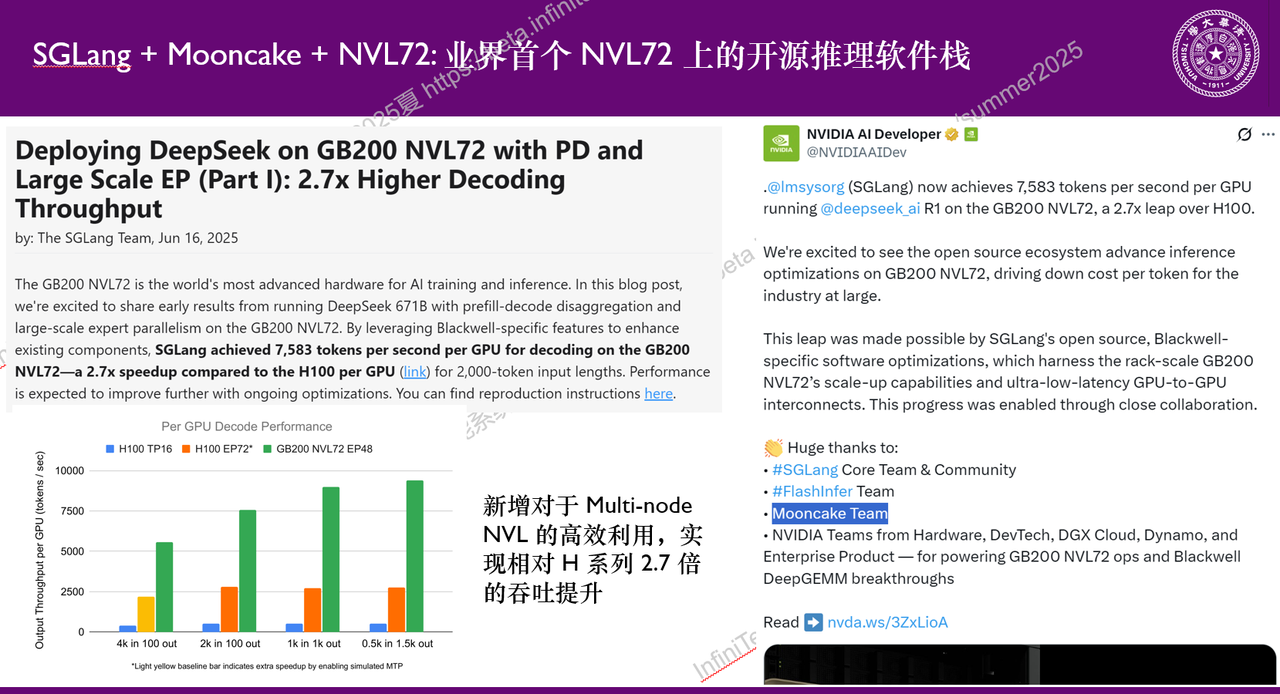 SGLang + Mooncake + NVL72: 业界首个 NVL72 上的开源推理软件栈
Deploying DeepSeek on GB200 NVL72 with PD and
Large Scale EP (Part I): 2.7x Higher Decoding
Throughput
by: The SGLang Team, Jun 16, 2025
The GB200 NVL72 is the world's most advanced hardware for AI training and inference. In this blog post,
we're excited to share early results from running DeepSeek 671B with prefill-decode disaggregation and
large-scale expert parallelism on the GB200 NVL72. By leveraging Blackwell-specific features to enhance
existing components, SGLang achieved 7,583 tokens per second per GPU for decoding on the GB200
NVL72—a 2.7x speedup compared to the H100 per GPU (link) for 2,000-token input lengths. Performance
is expected to improve further with ongoing optimizations. You can find reproduction instructions here.
Per GPU Decode Performance
H100 TP16 H100 EP72* GB200 NVL72 EP48
Output Throughput per GPU (tokens / sec)
10000
7500
5000
2500
0
4k in 100 out 2k in 100 out 1k in 1k out 0.5k in 1.5k out
*Light yellow baseline bar indicates extra speedup by enabling simulated MTP
新增对于 Multi-node
NVL 的高效利用，实
现相对 H 系列 2.7 倍
的吞吐提升
NVIDIA AI Developer
@NVIDIAAIDev
.@lmsysorg (SGLang) now achieves 7,583 tokens per second per GPU
running @deepseek_ai R1 on the GB200 NVL72, a 2.7x leap over H100.
We're excited to see the open source ecosystem advance inference
optimizations on GB200 NVL72, driving down cost per token for the
industry at large.
This leap was made possible by SGLang's open source, Blackwell-
specific software optimizations, which harness the rack-scale GB200
NVL72’s scale-up capabilities and ultra-low-latency GPU-to-GPU
interconnects. This progress was enabled through close collaboration.
👏 Huge thanks to:
• #SGLang Core Team & Community
• #FlashInfer Team
• Mooncake Team
• NVIDIA Teams from Hardware, DevTech, DGX Cloud, Dynamo, and
Enterprise Product — for powering GB200 NVL72 ops and Blackwell
DeepGEMM breakthroughs
Read ➡️ nvda.ws/3ZxLioA
NVIDIA
TSINGHUA UNIVERSITY
1911
2025夏 https
beta.infinite
/summer2025
InfiniTe